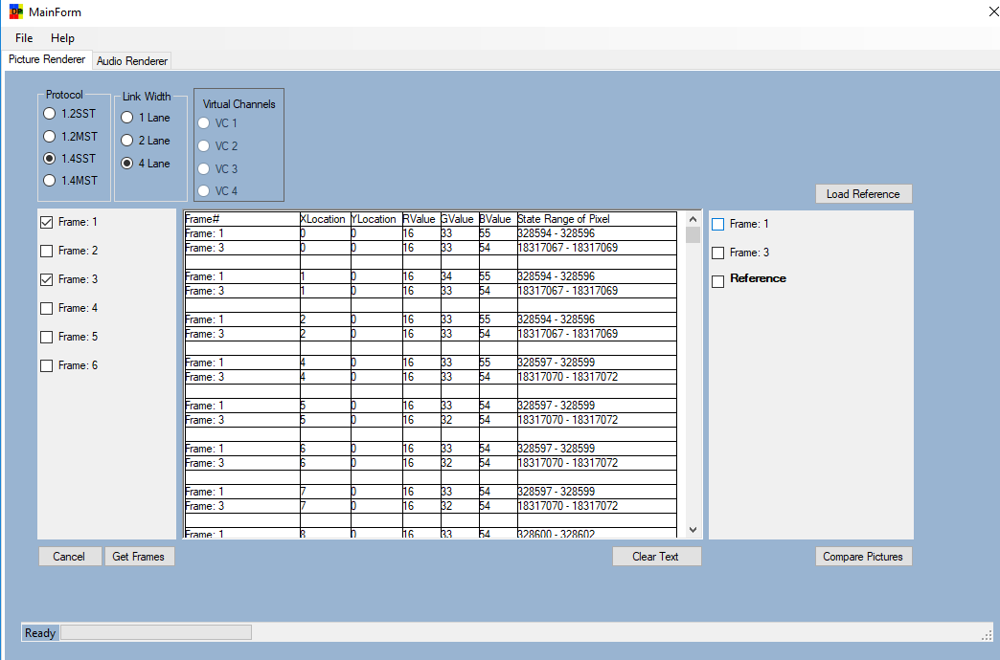 MainForm
File Help
Picture Renderer Audio Renderer
Protocol
1.2SST
1.2MST
1.4SST
1.4MST
Link Width
1 Lane
2 Lane
4 Lane
Virtual Channels
VC 1
VC 2
VC 3
VC 4
Load Reference
Frame: 1
Frame: 2
Frame: 3
Frame: 4
Frame: 5
Frame: 6
Frame# XLocation YLocation RValue GValue BValue State Range of Pixel
Frame: 1 0 0 16 33 55 328594 - 328596
Frame: 3 0 0 16 33 54 18317067 - 18317069
Frame: 1 1 0 16 34 55 328594 - 328596
Frame: 3 1 0 16 33 54 18317067 - 18317069
Frame: 1 2 0 16 33 55 328594 - 328596
Frame: 3 2 0 16 33 54 18317067 - 18317069
Frame: 1 4 0 16 33 55 328597 - 328599
Frame: 3 4 0 16 33 54 18317070 - 18317072
Frame: 1 5 0 16 33 54 328597 - 328599
Frame: 3 5 0 16 32 54 18317070 - 18317072
Frame: 1 6 0 16 33 54 328597 - 328599
Frame: 3 6 0 16 32 54 18317070 - 18317072
Frame: 1 7 0 16 33 54 328597 - 328599
Frame: 3 7 0 16 32 54 18317070 - 18317072
Frame: 1 8 0 16 33 54 328600 - 328602
Frame: 1
Frame: 3
Reference
Cancel Get Frames Clear Text Compare Pictures
Ready